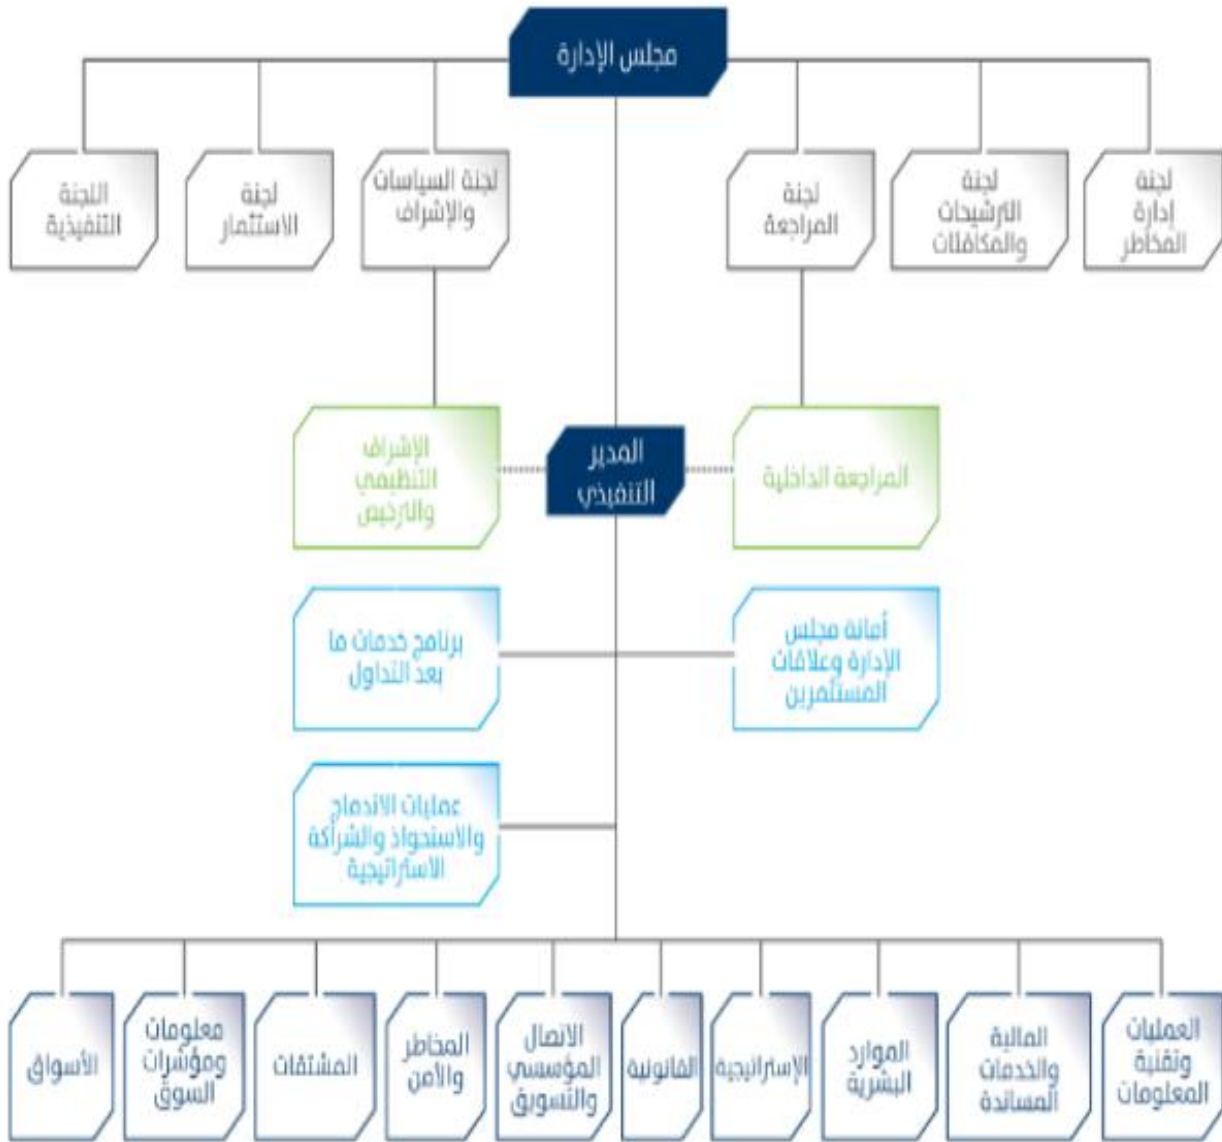 مجلس الإدارة
لجنة
إدارة
المخاطر
لجنة
الترشيحات
والمكافئات
لجنة
المراجعة
لجنة السياسات
والإشراف
لجنة
الاستثمار
اللجنة
التنفيذية
المراجعة الداخلية
المدير
التنفيذي
الإشراف
التنظيمي
والترخيص
أمانة مجلس
الإدارة وعلاقات
المستثمرين
برنامج خدمات ما
بعد التداول
عمليات الاندماج
والاستحواذ والشراكة
الاستراتيجية
العمليات
وتقنية
المعلومات
المالية
والخدمات
المساندة
الموارد
البشرية
الإستراتيجية
القانونية
الاتصال
المؤسسي
والتسويق
المخاطر
والأمن
المشتقات
معلومات
ومؤشرات
السوق
الأسواق